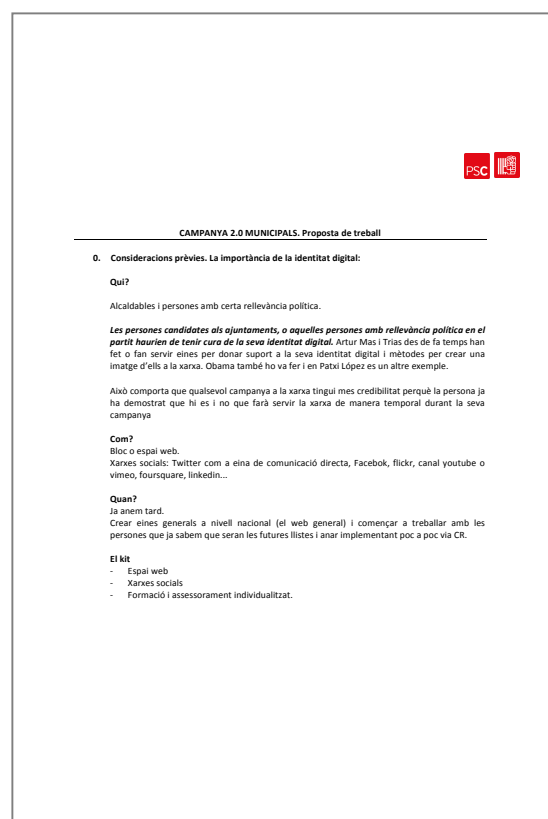 PSC
CAMPANYA 2.0 MUNICIPALS. Proposta de treball
0. Consideracions prèvies. La importància de la identitat digital:
Qui?
Alcaldables i persones amb certa rellevància política.
Les persones candidates als ajuntaments, o aquelles persones amb rellevància política en el
partit haurien de tenir cura de la seva identitat digital. Artur Mas i Trias des de fa temps han
fet o fan servir eines per donar suport a la seva identitat digital i mètodes per crear una
imatge d'ells a la xarxa. Obama també ho va fer i en Patxi López es un altre exemple.
Això comporta que qualsevol campanya a la xarxa tingui mes credibilitat perquè la persona ja
ha demostrat que hi es i no que farà servir la xarxa de manera temporal durant la seva
campanya
Com?
Bloc o espai web.
Xarxes socials: Twitter com a eina de comunicació directa, Facebok, flickr, canal youtube o
vimeo, foursquare, linkedin...
Quan?
Ja anem tard.
Crear eines generals a nivell nacional (el web general) i començar a treballar amb les
persones que ja sabem que seran les futures llistes i anar implementant poc a poc via CR.
El kit
- Espai web
- Xarxes socials
- Formació i assessorament individualitzat.